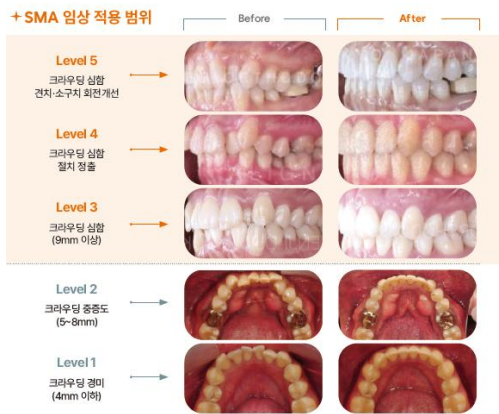 SMA 임상 적용 범위
Before
After
Level 5
크라우딩 심함
견치·소구치 회전개선
Level 4
크라우딩 심함
절치 정출
Level 3
크라우딩 심함
(9mm 이상)
Level 2
크라우딩 중증도
(5~8mm)
Level 1
크라우딩 경미
(4mm 이하)